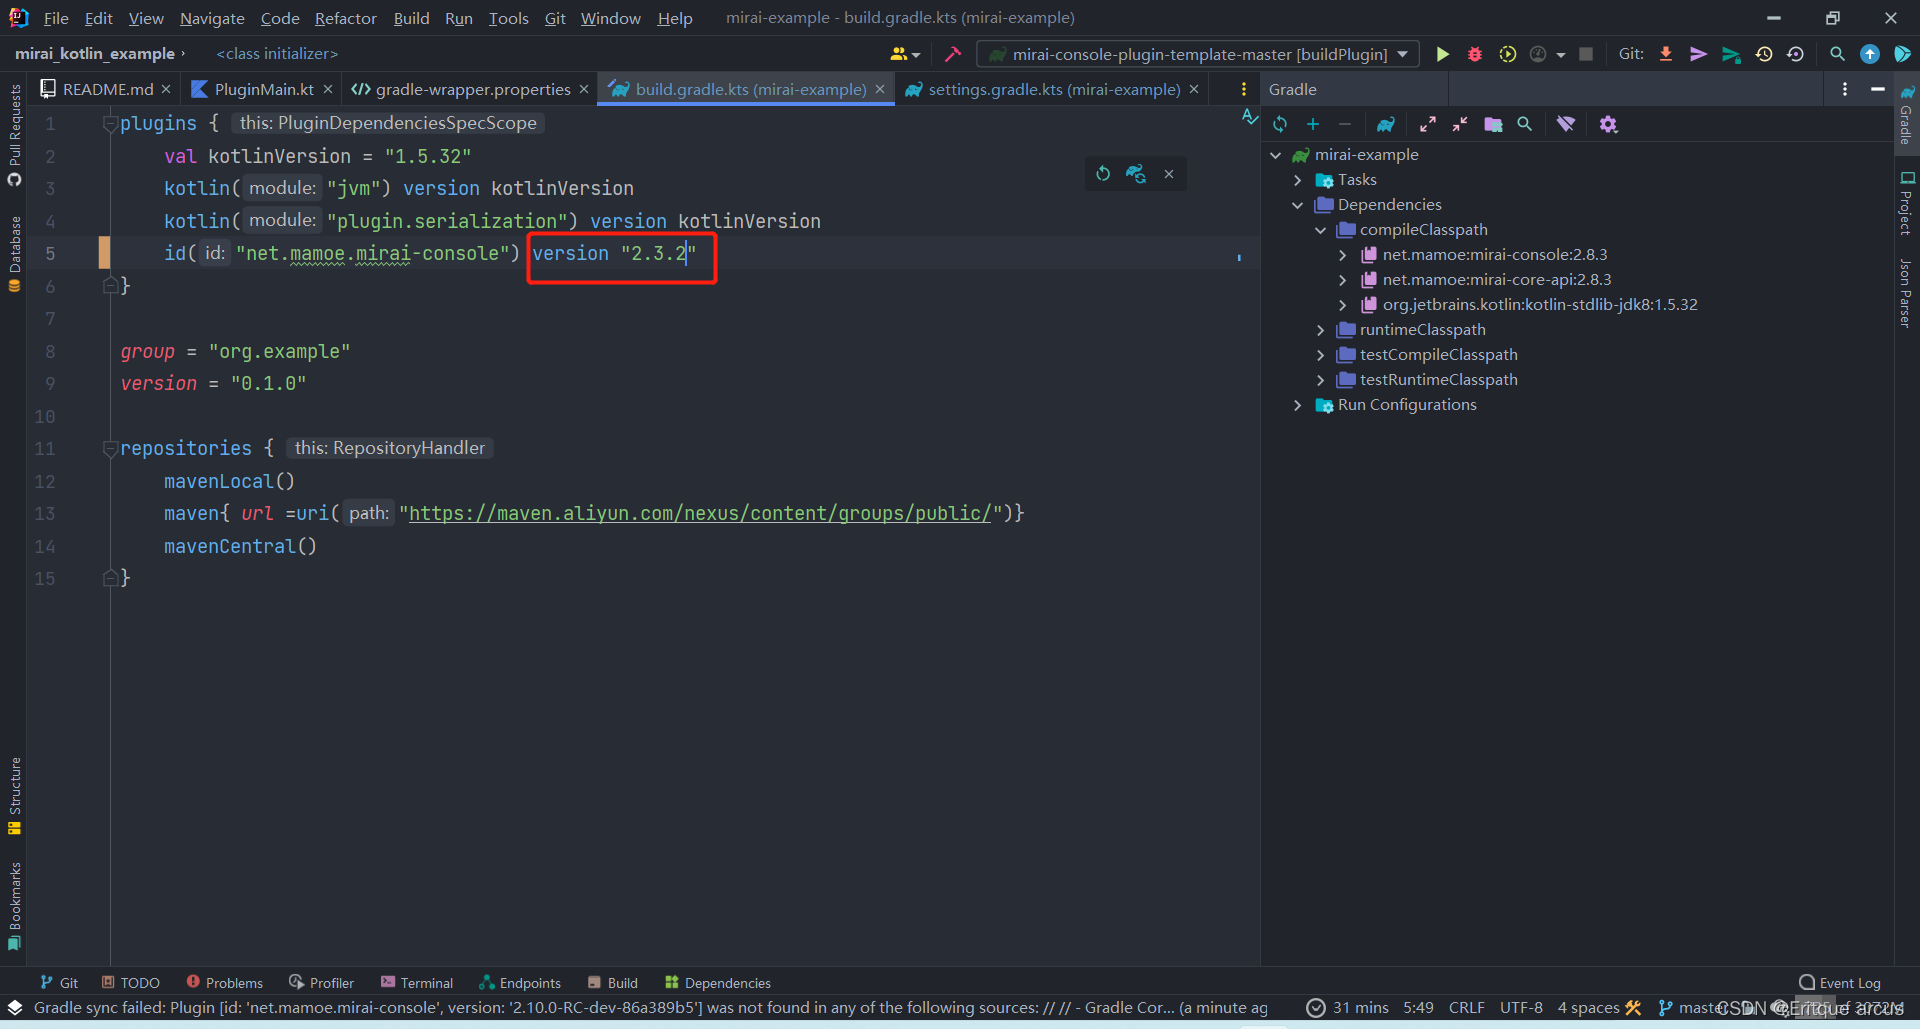 File Edit View Navigate Code Refactor Build Run Tools Git Window Help mirai-example - build.gradle.kts (mirai-example)
mirai_kotlin_example › <class initializer> mirai-console-plugin-template-master [buildPlugin] Git:
README.md PluginMain.kt gradle-wrapper.properties build.gradle.kts (mirai-example) settings.gradle.kts (mirai-example) Gradle
Pull Requests
Database
Structure
Bookmarks
1 plugins { this: PluginDependenciesSpecScope
2 val kotlinVersion = "1.5.32"
3 kotlin( module: "jvm") version kotlinVersion
4 kotlin( module: "plugin.serialization") version kotlinVersion
5 id( id: "net.mamoe.mirai-console") version "2.3.2"
6 }
7
8 group = "org.example"
9 version = "0.1.0"
10
11 repositories { this: RepositoryHandler
12 mavenLocal()
13 maven{ url =uri( path: "https://maven.aliyun.com/nexus/content/groups/public/")}
14 mavenCentral()
15 }
mirai-example
Tasks
Dependencies
compileClasspath
net.mamoe:mirai-console:2.8.3
net.mamoe:mirai-core-api:2.8.3
org.jetbrains.kotlin:kotlin-stdlib-jdk8:1.5.32
runtimeClasspath
testCompileClasspath
testRuntimeClasspath
Run Configurations
Gradle
Project
Json Parser
Git TODO Problems Profiler Terminal Endpoints Build Dependencies Event Log
Gradle sync failed: Plugin [id: 'net.mamoe.mirai-console', version: '2.10.0-RC-dev-86a389b5'] was not found in any of the following sources: // // - Gradle Cor... (a minute ag 31 mins 5:49 CRLF UTF-8 4 spaces master
CSDN @Eritque arcus